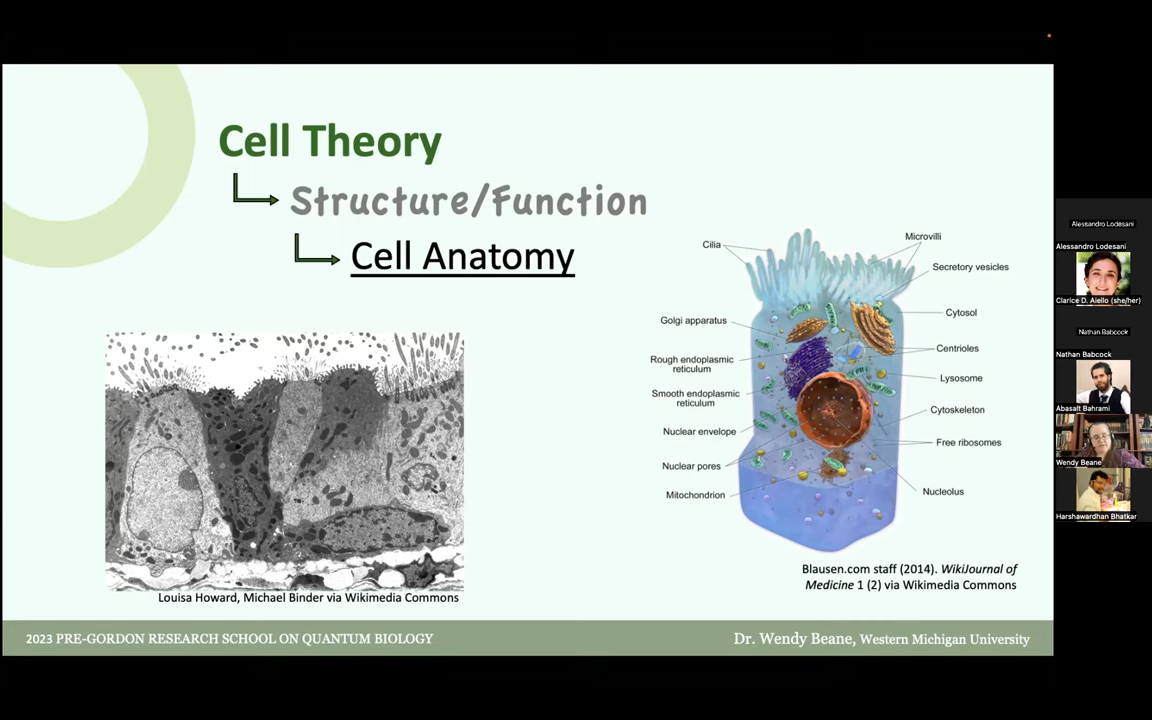 Cell Theory
Structure/Function
Cell Anatomy
Cilia
Microvilli
Secretory vesicles
Golgi apparatus
Cytosol
Rough endoplasmic
reticulum
Centrioles
Smooth endoplasmic
reticulum
Lysosome
Cytoskeleton
Nuclear envelope
Free ribosomes
Nuclear pores
Mitochondrion
Nucleolus
Blausen.com staff (2014). WikiJournal of
Medicine 1 (2) via Wikimedia Commons
Louisa Howard, Michael Binder via Wikimedia Commons
2023 PRE-GORDON RESEARCH SCHOOL ON QUANTUM BIOLOGY
Dr. Wendy Beane, Western Michigan University
Alessandro Lodesani
Alessandro Lodesani
Clarice D. Aiello (she/her)
Nathan Babcock
Nathan Babcock
Abasalt Bahrami
Wendy Beane
Harshawardhan Bhatkar